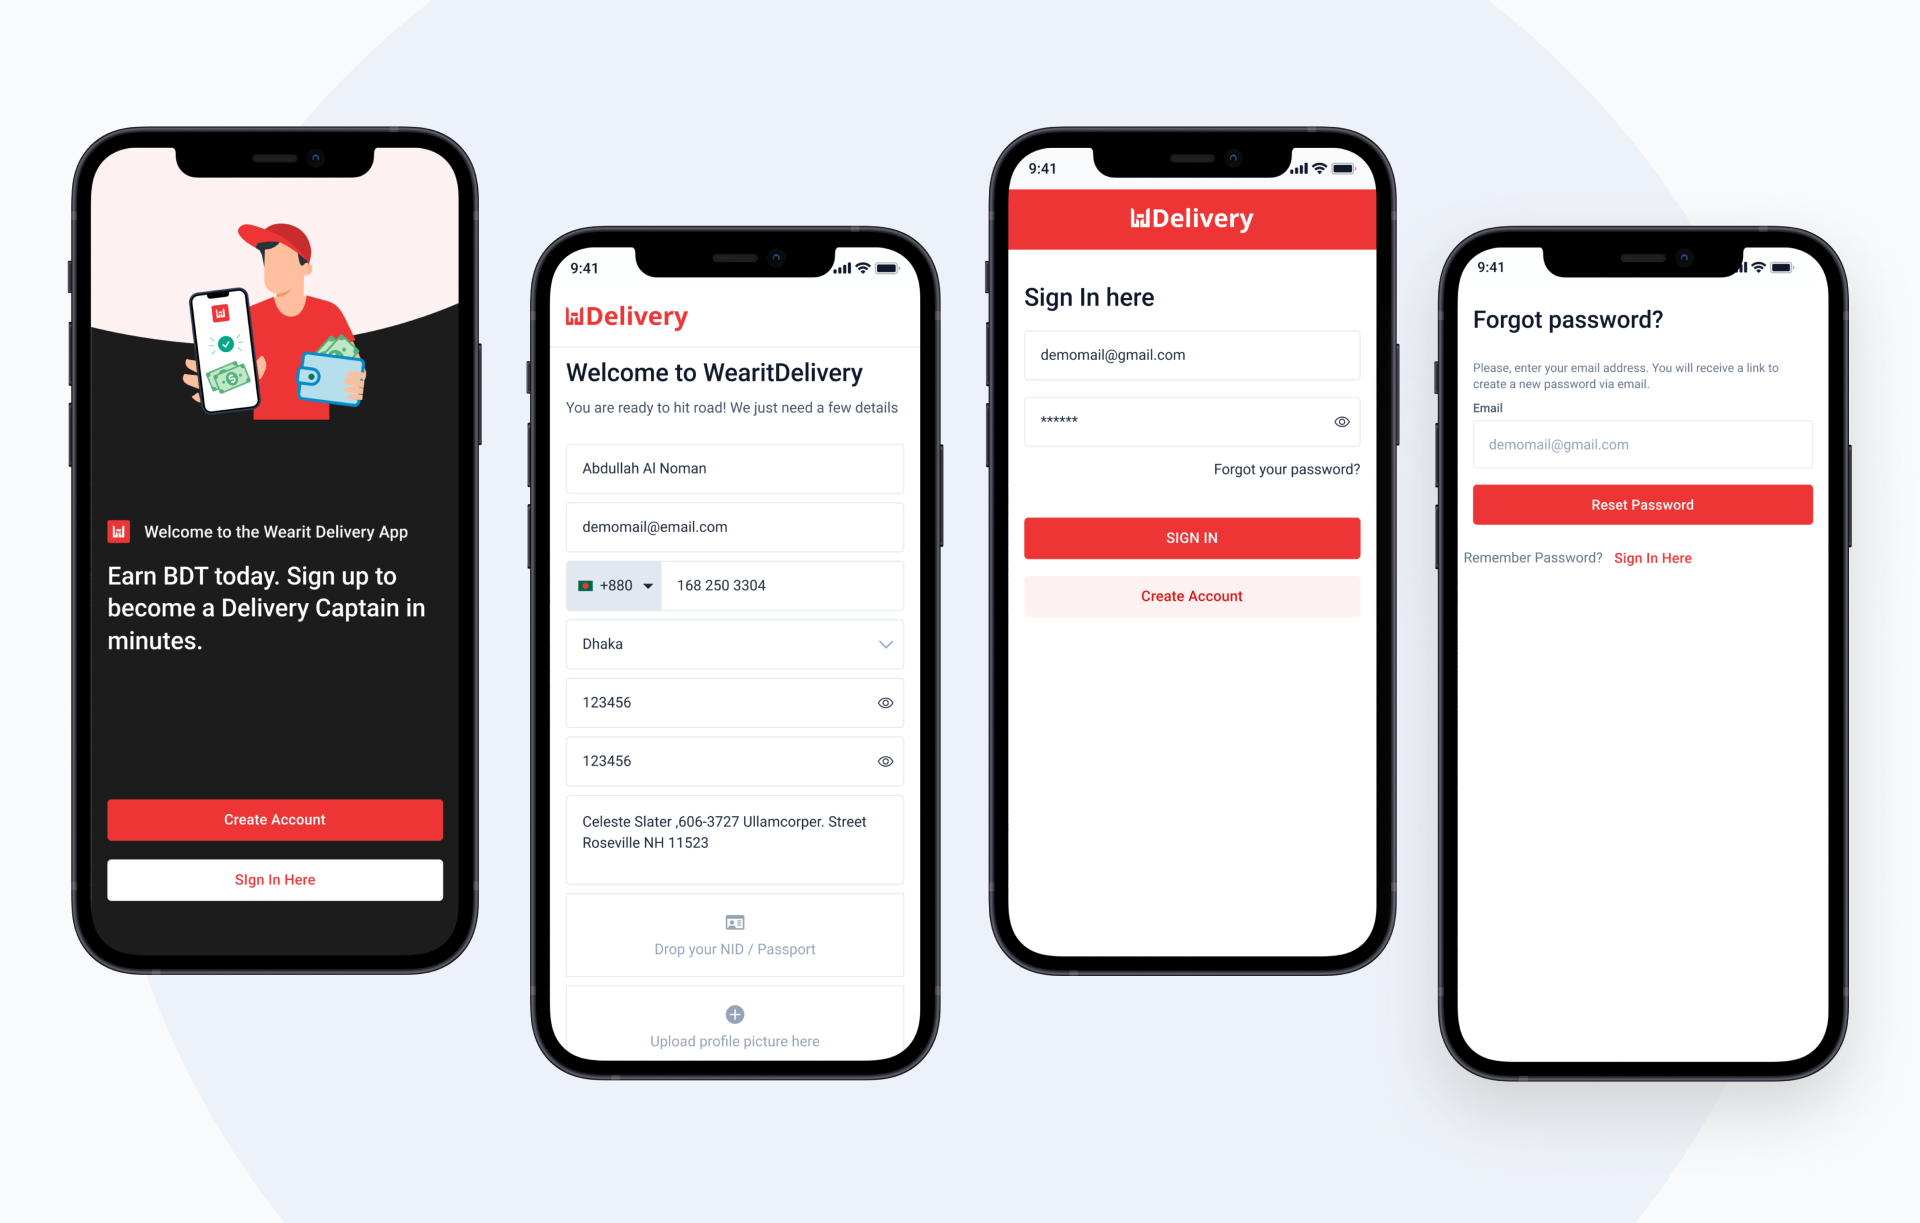 Welcome to the Wearit Delivery App
Earn BDT today. Sign up to
become a Delivery Captain in
minutes.
Create Account
SIgn In Here
9:41
Delivery
Welcome to WearitDelivery
You are ready to hit road! We just need a few details
Abdullah Al Noman
demomail@email.com
+880
168 250 3304
Dhaka
123456
123456
Celeste Slater ,606-3727 Ullamcorper. Street
Roseville NH 11523
Drop your NID / Passport
Upload profile picture here
9:41
Delivery
Sign In here
demomail@gmail.com
******
Forgot your password?
SIGN IN
Create Account
9:41
Forgot password?
Please, enter your email address. You will receive a link to
create a new password via email.
Email
demomail@gmail.com
Reset Password
Remember Password? Sign In Here